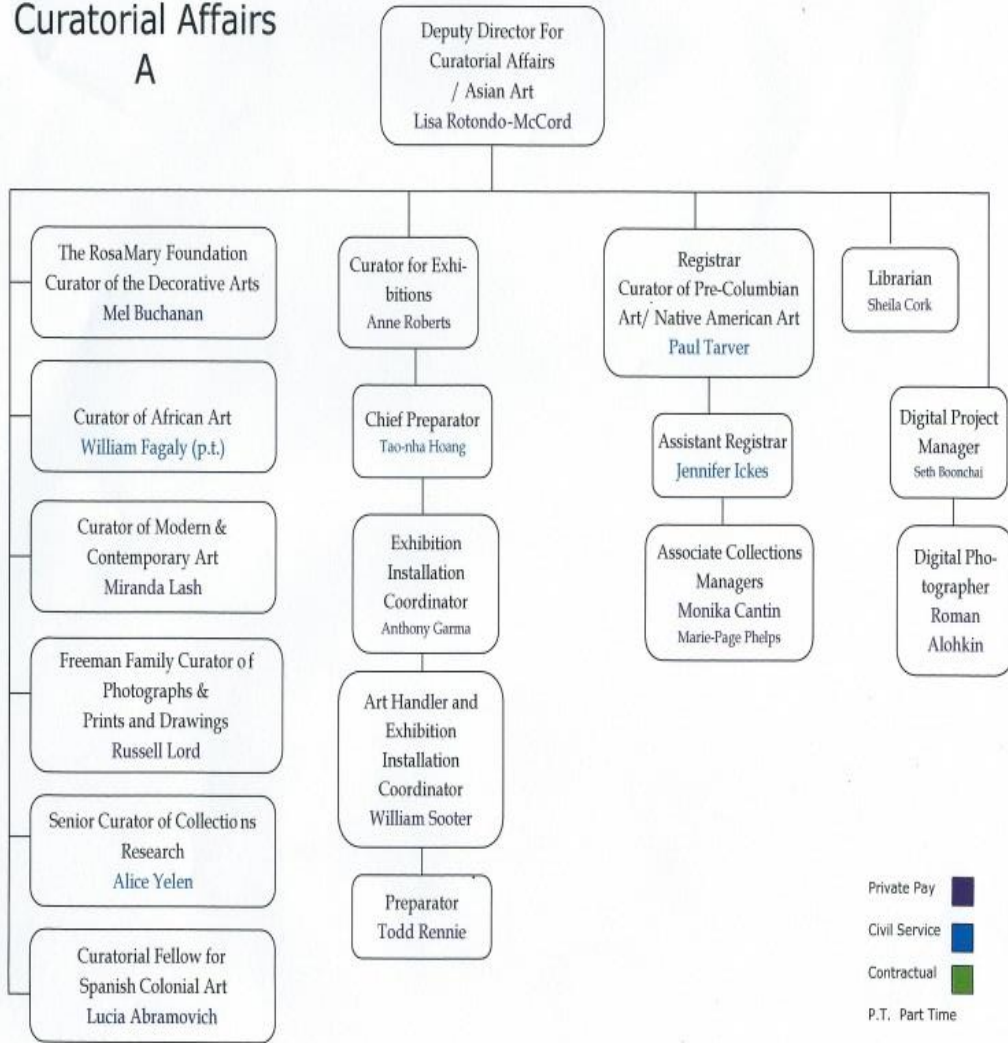 Curatorial Affairs
A
Deputy Director For
Curatorial Affairs
/ Asian Art
Lisa Rotondo-McCord
The RosaMary Foundation
Curator of the Decorative Arts
Mel Buchanan
Curator of African Art
William Fagaly (p.t.)
Curator of Modern &
Contemporary Art
Miranda Lash
Freeman Family Curator of
Photographs &
Prints and Drawings
Russell Lord
Senior Curator of Collections
Research
Alice Yelen
Curatorial Fellow for
Spanish Colonial Art
Lucia Abramovich
Curator for Exhi-
bitions
Anne Roberts
Chief Preparator
Tao-nha Hoang
Exhibition
Installation
Coordinator
Anthony Garma
Art Handler and
Exhibition
Installation
Coordinator
William Sooter
Preparator
Todd Rennie
Registrar
Curator of Pre-Columbian
Art/ Native American Art
Paul Tarver
Assistant Registrar
Jennifer Ickes
Associate Collections
Managers
Monika Cantin
Marie-Page Phelps
Librarian
Sheila Cork
Digital Project
Manager
Seth Boonchai
Digital Pho-
tographer
Roman
Alohkin
Private Pay
Civil Service
Contractual
P.T. Part Time